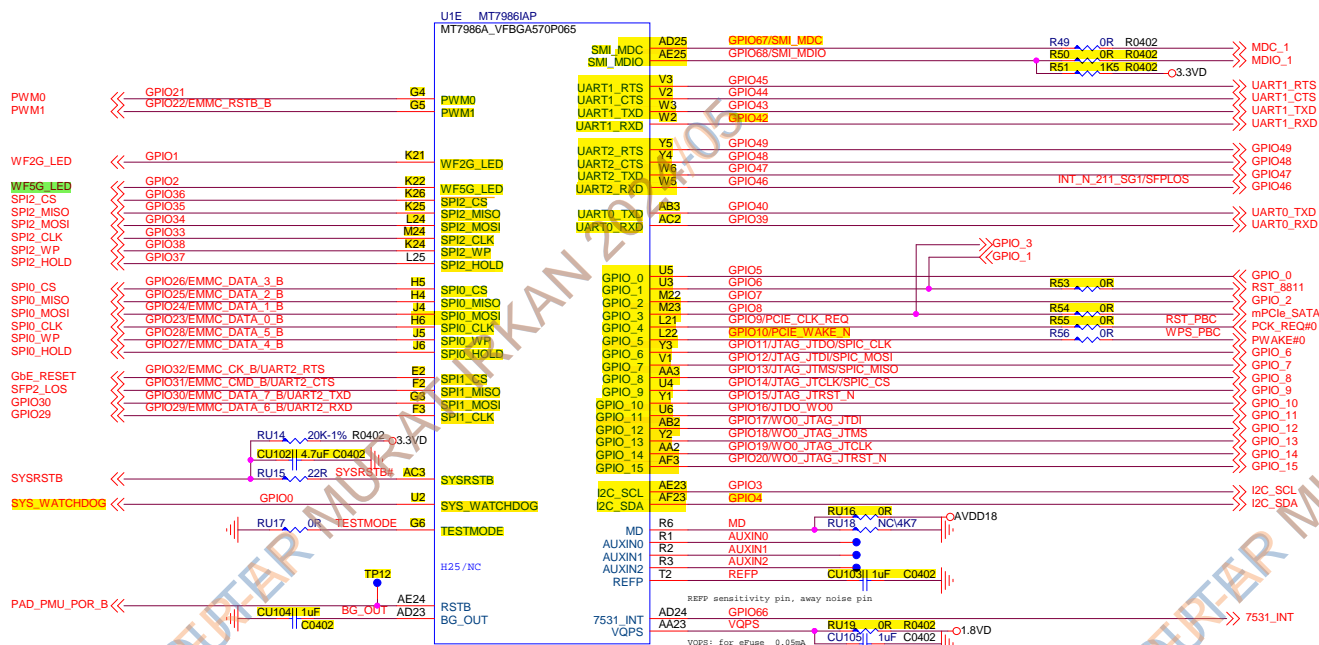 U1E MT7986IAP
MT7986A_VFBGA570P065
PWM0 GPIO21 G4 PWM0
PWM1 GPIO22/EMMC_RSTB_B G5 PWM1
WF2G_LED GPIO1 K21 WF2G_LED
WF5G_LED GPIO2 K22 WF5G_LED
SPI2_CS GPIO36 K26 SPI2_CS
SPI2_MISO GPIO35 K25 SPI2_MISO
SPI2_MOSI GPIO34 L24 SPI2_MOSI
SPI2_CLK GPIO33 M24 SPI2_CLK
SPI2_WP GPIO38 K24 SPI2_WP
SPI2_HOLD GPIO37 L25 SPI2_HOLD
SPI0_CS GPIO26/EMMC_DATA_3_B H5 SPI0_CS
SPI0_MISO GPIO25/EMMC_DATA_2_B H4 SPI0_MISO
SPI0_MOSI GPIO24/EMMC_DATA_1_B J4 SPI0_MOSI
SPI0_CLK GPIO23/EMMC_DATA_0_B H6 SPI0_CLK
SPI0_WP GPIO28/EMMC_DATA_5_B J5 SPI0_WP
SPI0_HOLD GPIO27/EMMC_DATA_4_B J6 SPI0_HOLD
GbE_RESET GPIO32/EMMC_CK_B/UART2_RTS E2 SPI1_CS
SFP2_LOS GPIO31/EMMC_CMD_B/UART2_CTS F2 SPI1_MISO
GPIO30 GPIO30/EMMC_DATA_7_B/UART2_TXD G3 SPI1_MOSI
GPIO29 GPIO29/EMMC_DATA_6_B/UART2_RXD F3 SPI1_CLK
RU14 20K-1% R0402 3.3VD
CU102 4.7uF C0402
RU15 22R
SYSRSTB SYSRSTB# AC3 SYSRSTB
SYS_WATCHDOG GPIO0 U2 SYS_WATCHDOG
RU17 0R TESTMODE G6 TESTMODE
H25/NC
TP12
PAD_PMU_POR_B AE24 RSTB
CU104 1uF C0402 BG_OUT AD23 BG_OUT
SMI_MDC AD25 GPIO67/SMI_MDC R49 0R R0402 MDC_1
SMI_MDIO AE25 GPIO68/SMI_MDIO R50 0R R0402 MDIO_1
R51 1K5 R0402 3.3VD
UART1_RTS V3 GPIO45 UART1_RTS
UART1_CTS V2 GPIO44 UART1_CTS
UART1_TXD W3 GPIO43 UART1_TXD
UART1_RXD W2 GPIO42 UART1_RXD
UART2_RTS Y5 GPIO49 GPIO49
UART2_CTS Y4 GPIO48 GPIO48
UART2_TXD W6 GPIO47 GPIO47
UART2_RXD W5 GPIO46 INT_N_211_SG1/SFPLOS GPIO46
UART0_TXD AB3 GPIO40 UART0_TXD
UART0_RXD AC2 GPIO39 UART0_RXD
GPIO_3
GPIO_1
GPIO_0 U5 GPIO5 GPIO_0
GPIO_1 U3 GPIO6 R53 0R RST_8811
GPIO_2 M22 GPIO7 GPIO_2
GPIO_3 M23 GPIO8 R54 0R mPCIe_SATA
GPIO_4 L21 GPIO9/PCIE_CLK_REQ R55 0R RST_PBC PCK_REQ#0
GPIO_5 L22 GPIO10/PCIE_WAKE_N R56 0R WPS_PBC PWAKE#0
GPIO_6 Y3 GPIO11/JTAG_JTDO/SPIC_CLK GPIO_6
GPIO_7 V1 GPIO12/JTAG_JTDI/SPIC_MOSI GPIO_7
GPIO_8 AA3 GPIO13/JTAG_JTMS/SPIC_MISO GPIO_8
GPIO_9 U4 GPIO14/JTAG_JTCLK/SPIC_CS GPIO_9
GPIO_10 Y1 GPIO15/JTAG_JTRST_N GPIO_10
GPIO_11 U6 GPIO16/JTDO_WO0 GPIO_11
GPIO_12 AB2 GPIO17/WO0_JTAG_JTDI GPIO_12
GPIO_13 Y2 GPIO18/WO0_JTAG_JTMS GPIO_13
GPIO_14 AA2 GPIO19/WO0_JTAG_JTCLK GPIO_14
GPIO_15 AF3 GPIO20/WO0_JTAG_JTRST_N GPIO_15
I2C_SCL AE23 GPIO3 I2C_SCL
I2C_SDA AF23 GPIO4 I2C_SDA
RU16 0R AVDD18
MD R6 MD RU18 NC\4K7
AUXIN0 R1 AUXIN0
AUXIN1 R2 AUXIN1
AUXIN2 R3 AUXIN2
REFP T2 REFP CU103 1uF C0402
REFP sensitivity pin, away noise pin
7531_INT AD24 GPIO66 7531_INT
VQPS AA23 VQPS RU19 0R R0402 1.8VD
VQPS: for eFuse 0.05mA CU105 1uF C0402
MURAT IRKAN 2024/05